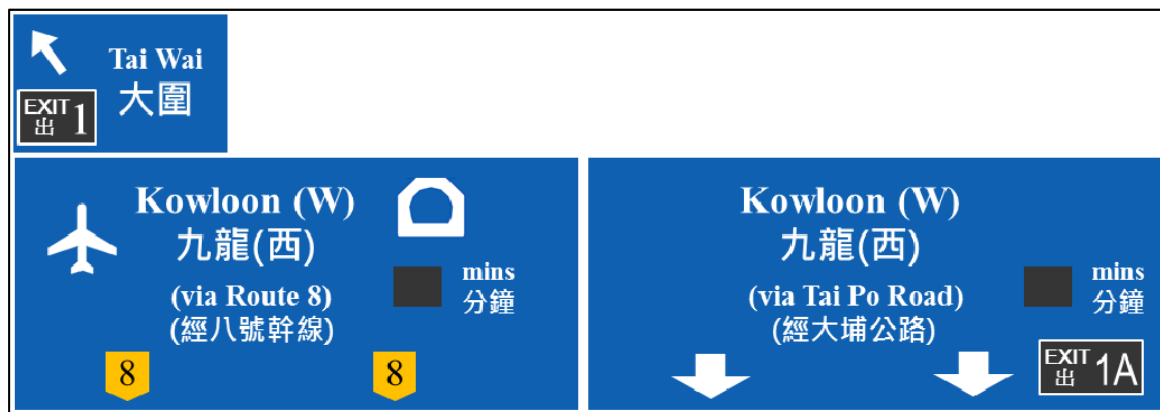 Tai Wai
大圍
EXIT 1
出
Kowloon (W)
九龍(西)
(via Route 8)
(經八號幹線)
mins
分鐘
8
8
Kowloon (W)
九龍(西)
(via Tai Po Road)
(經大埔公路)
mins
分鐘
EXIT 1A
出